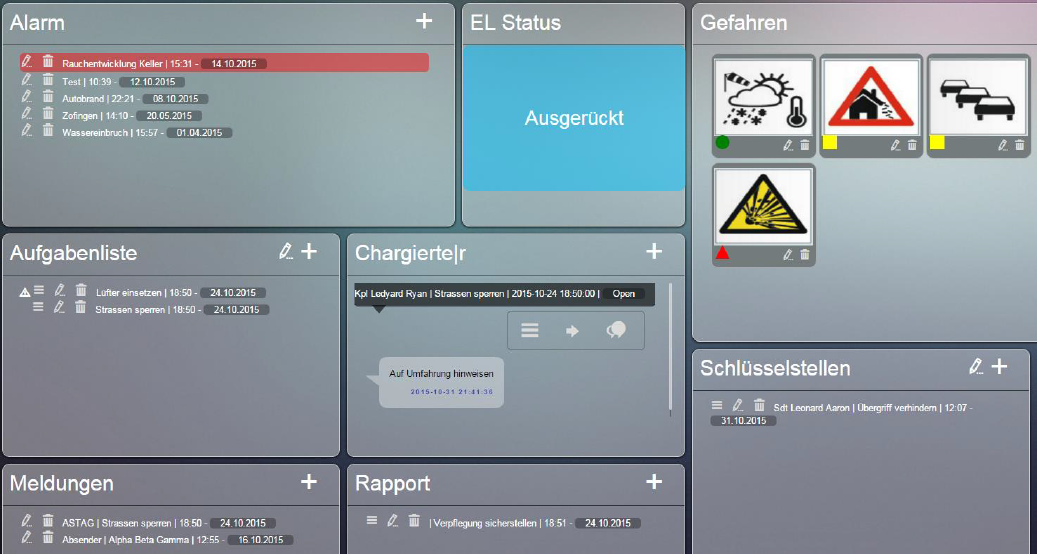 Alarm
Rauchentwicklung Keller | 15:31 - 14.10.2015
Test | 10:39 - 12.10.2015
Autobrand | 22:21 - 08.10.2015
Zofingen | 14:10 - 20.05.2015
Wassereinbruch | 15:57 - 01.04.2015
EL Status
Ausgerückt
Gefahren
Aufgabenliste
Lüfter einsetzen | 18:50 - 24.10.2015
Strassen sperren | 18:50 - 24.10.2015
Chargierte|r
Kpl Ledyard Ryan | Strassen sperren | 2015-10-24 18:50:00 | Open
Auf Umfahrung hinweisen
2015-10-31 21:41:36
Schlüsselstellen
Sdt Leonard Aaron | Übergriff verhindern | 12:07 -
31.10.2015
Meldungen
ASTAG | Strassen sperren | 18:50 - 24.10.2015
Absender | Alpha Beta Gamma | 12:55 - 16.10.2015
Rapport
| Verpflegung sicherstellen | 18:51 - 24.10.2015